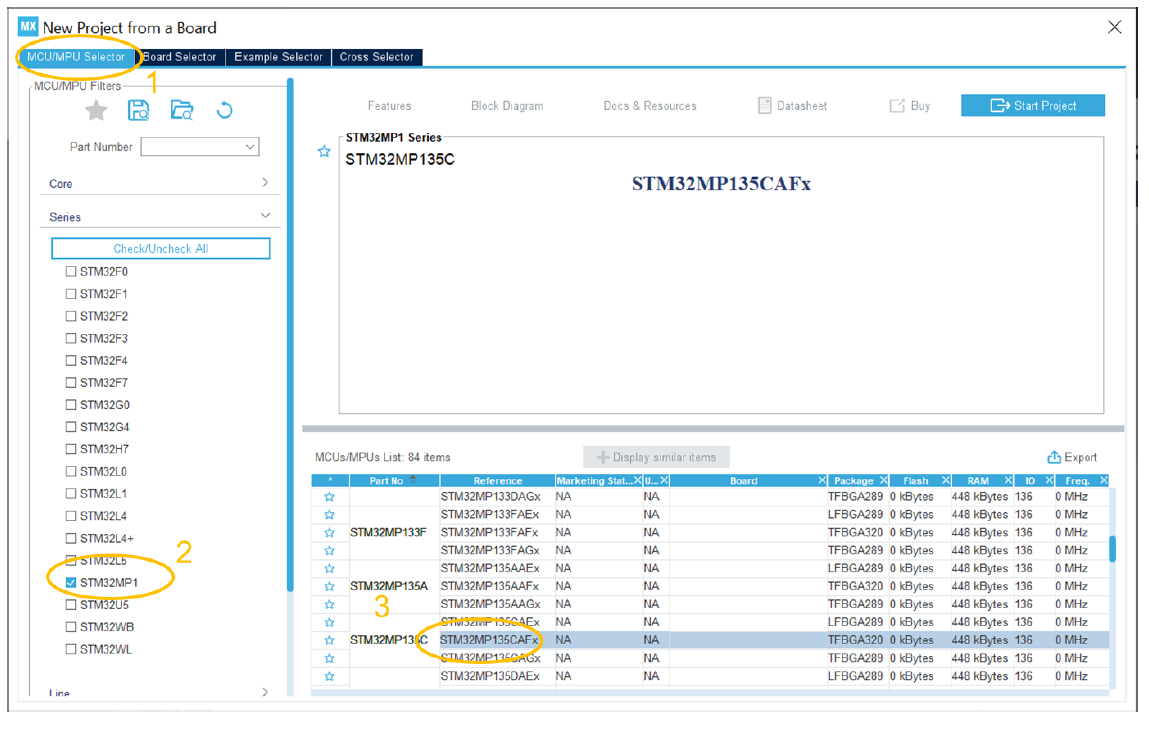 MX New Project from a Board
MCU/MPU Selector Board Selector Example Selector Cross Selector
1
MCU/MPU Filters
Part Number
Core
Series
Check/Uncheck All
STM32F0
STM32F1
STM32F2
STM32F3
STM32F4
STM32F7
STM32G0
STM32G4
STM32H7
STM32L0
STM32L1
STM32L4
STM32L4+
STM32L5
2
STM32MP1
STM32U5
STM32WB
STM32WL
Line
Features Block Diagram Docs & Resources Datasheet Buy Start Project
STM32MP1 Series
STM32MP135C
STM32MP135CAFx
MCUs/MPUs List: 84 items Display similar items Export
* Part No Reference Marketing Stat... U... Board Package Flash RAM IO Freq.
STM32MP133DAGx NA NA TFBGA289 0 kBytes 448 kBytes 136 0 MHz
STM32MP133FAEx NA NA LFBGA289 0 kBytes 448 kBytes 136 0 MHz
STM32MP133F STM32MP133FAFx NA NA TFBGA320 0 kBytes 448 kBytes 136 0 MHz
STM32MP133FAGx NA NA TFBGA289 0 kBytes 448 kBytes 136 0 MHz
STM32MP135AAEx NA NA LFBGA289 0 kBytes 448 kBytes 136 0 MHz
STM32MP135A STM32MP135AAFx NA NA TFBGA320 0 kBytes 448 kBytes 136 0 MHz
3
STM32MP135AAGx NA NA TFBGA289 0 kBytes 448 kBytes 136 0 MHz
STM32MP135CAEx NA NA LFBGA289 0 kBytes 448 kBytes 136 0 MHz
STM32MP135C STM32MP135CAFx NA NA TFBGA320 0 kBytes 448 kBytes 136 0 MHz
STM32MP135CAGx NA NA TFBGA289 0 kBytes 448 kBytes 136 0 MHz
STM32MP135DAEx NA NA LFBGA289 0 kBytes 448 kBytes 136 0 MHz